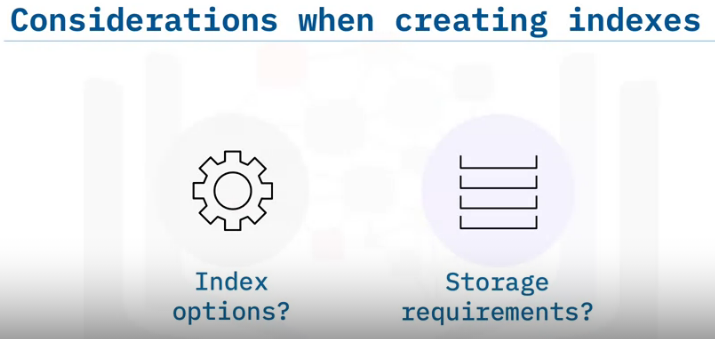 Considerations when creating indexes
Index
options?
Storage
requirements?